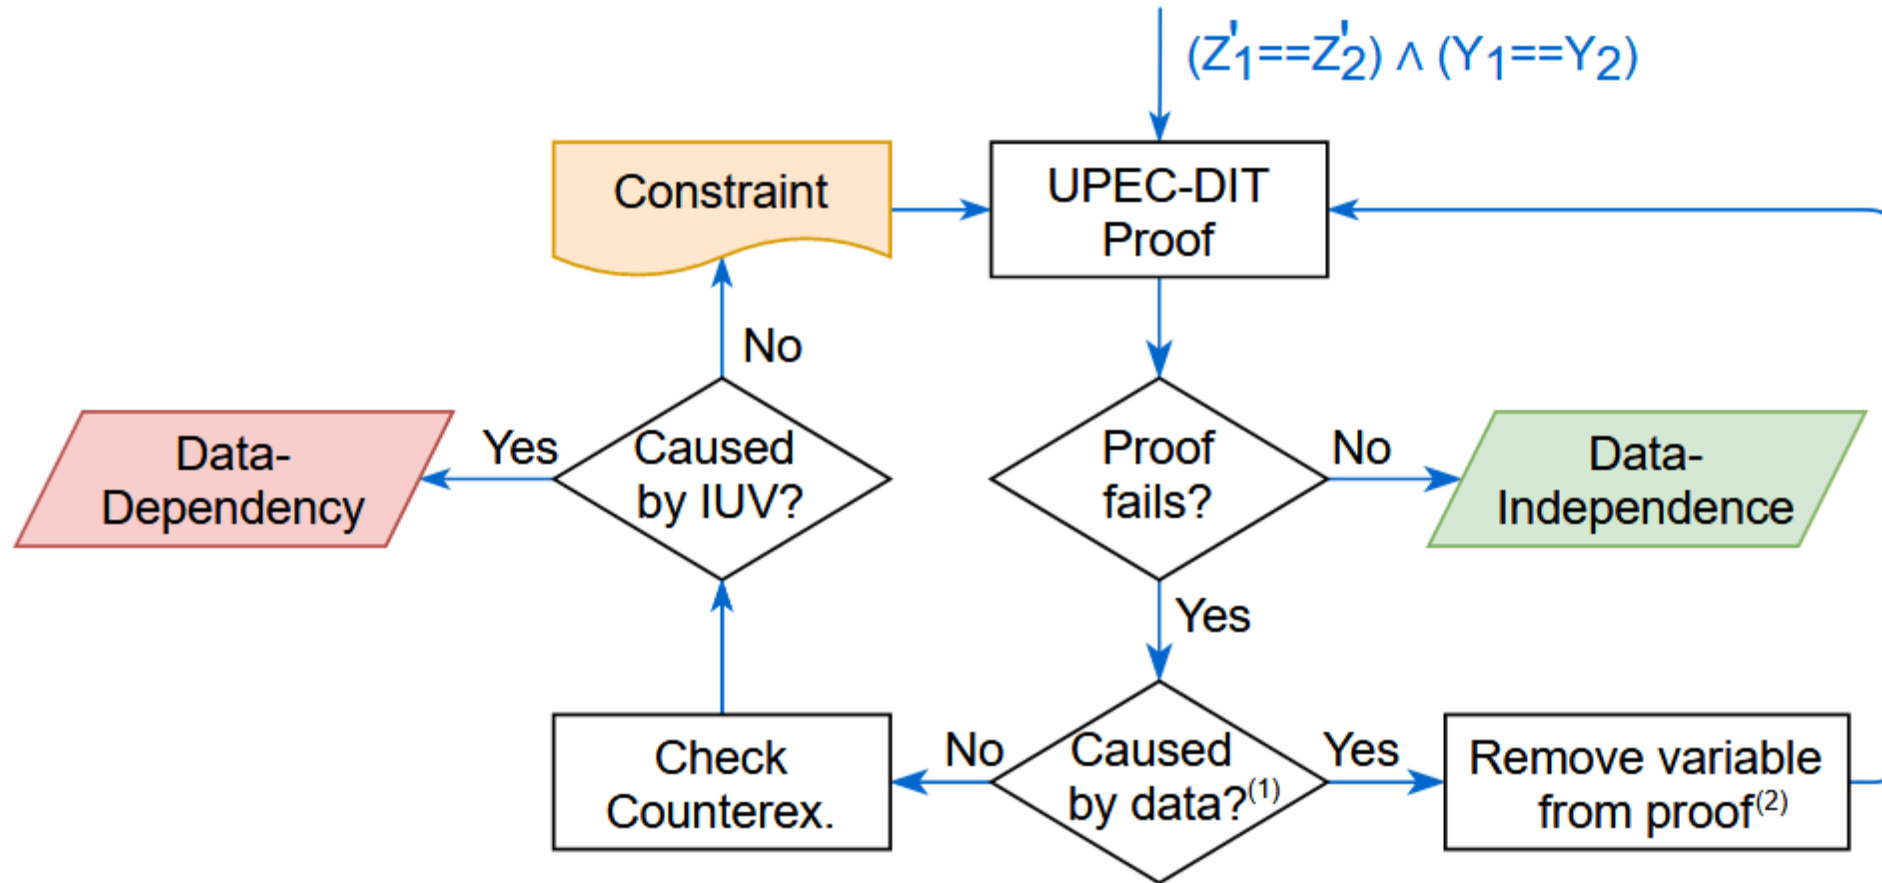 (Z'1==Z'2) ∧ (Y1==Y2)
Constraint
UPEC-DIT
Proof
No
Data-
Dependency
Yes
Caused
by IUV?
Proof
fails?
No
Data-
Independence
Yes
Check
Counterex.
No
Caused
by data?(1)
Yes
Remove variable
from proof(2)